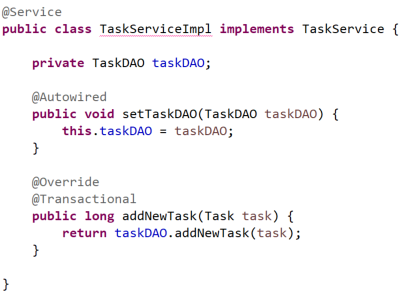 @Service
public class TaskServiceImpl implements TaskService {
private TaskDAO taskDAO;
@Autowired
public void setTaskDAO(TaskDAO taskDAO) {
this.taskDAO = taskDAO;
}
@Override
@Transactional
public long addNewTask(Task task) {
return taskDAO.addNewTask(task);
}
}